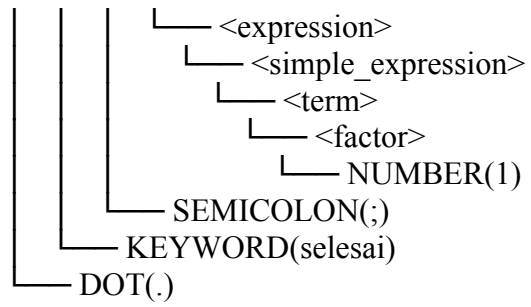 <expression>
<simple_expression>
<term>
<factor>
NUMBER(1)
SEMICOLON(;)
KEYWORD(selesai)
DOT(.)